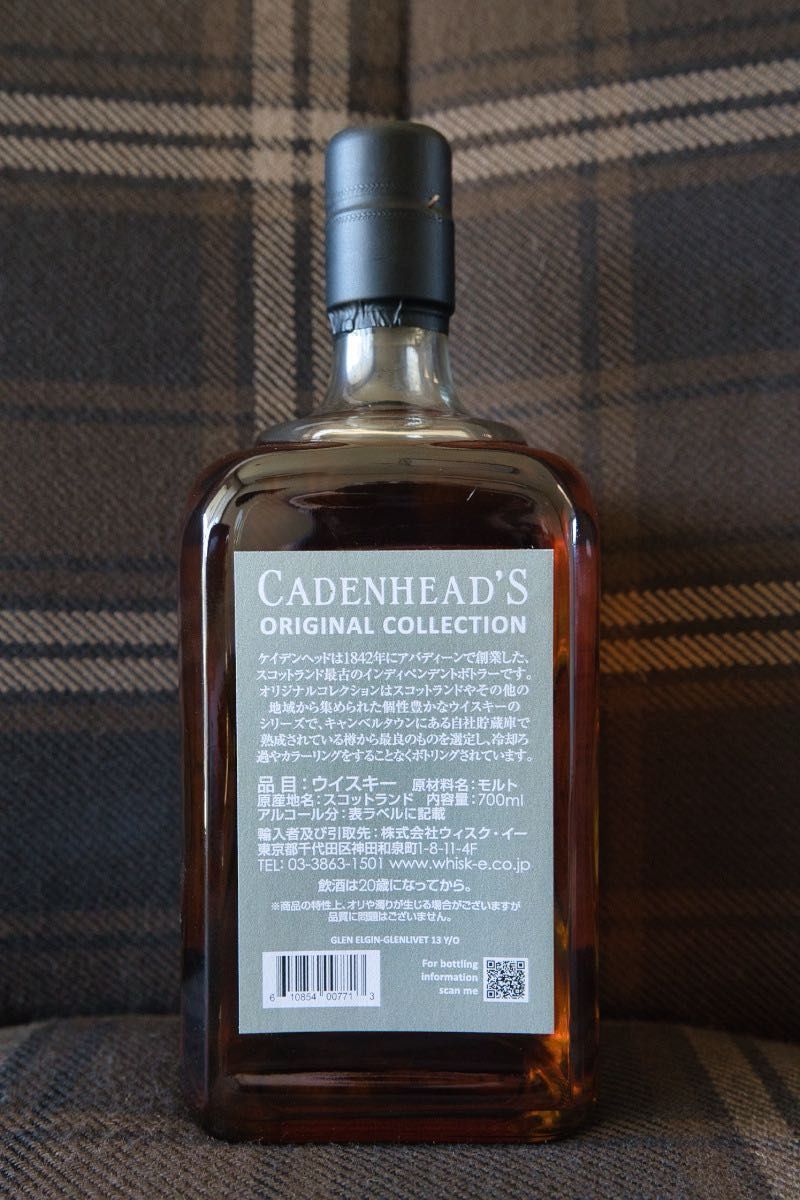 CADENHEAD'S
ORIGINAL COLLECTION
ケイデンヘッドは1842年にアバディーンで創業した、
スコットランド最古のインディペンデントボトラーです。
オリジナルコレクションはスコットランドやその他の
地域から集められた個性豊かなウイスキーの
シリーズで、キャンベルタウンにある自社貯蔵庫で
熟成されている樽から最良のものを選定し、冷却ろ
過やカラーリングをすることなくボトリングされています。
品目：ウイスキー 原材料名：モルト
原産地名：スコットランド 内容量：700ml
アルコール分：表ラベルに記載
輸入者及び引取先：株式会社ウィスク・イー
東京都千代田区神田和泉町1-8-11-4F
TEL: 03-3863-1501 www.whisk-e.co.jp
飲酒は20歳になってから。
※商品の特性上、オリや濁りが生じる場合がございますが
品質に問題はございません。
GLEN ELGIN-GLENLIVET 13 Y/O
For bottling
information
scan me
6 10854 00771 3